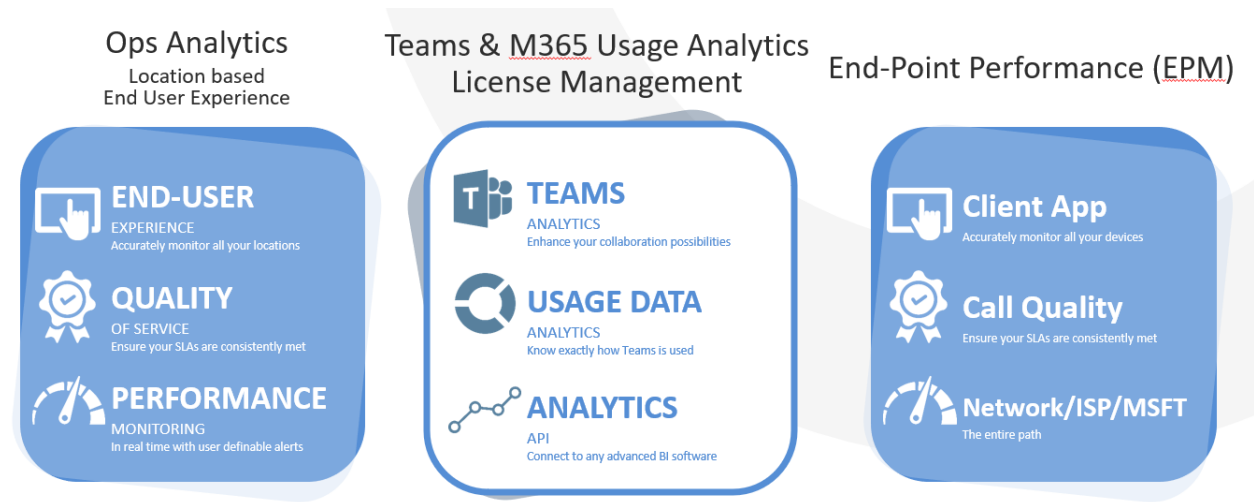 Ops Analytics
Location based
End User Experience
END-USER
EXPERIENCE
Accurately monitor all your locations
QUALITY
OF SERVICE
Ensure your SLAs are consistently met
PERFORMANCE
MONITORING
In real time with user definable alerts
Teams & M365 Usage Analytics
License Management
T
TEAMS
ANALYTICS
Enhance your collaboration possibilities
USAGE DATA
ANALYTICS
Know exactly how Teams is used
ANALYTICS
API
Connect to any advanced BI software
End-Point Performance (EPM)
Client App
Accurately monitor all your devices
Call Quality
Ensure your SLAs are consistently met
Network/ISP/MSFT
The entire path